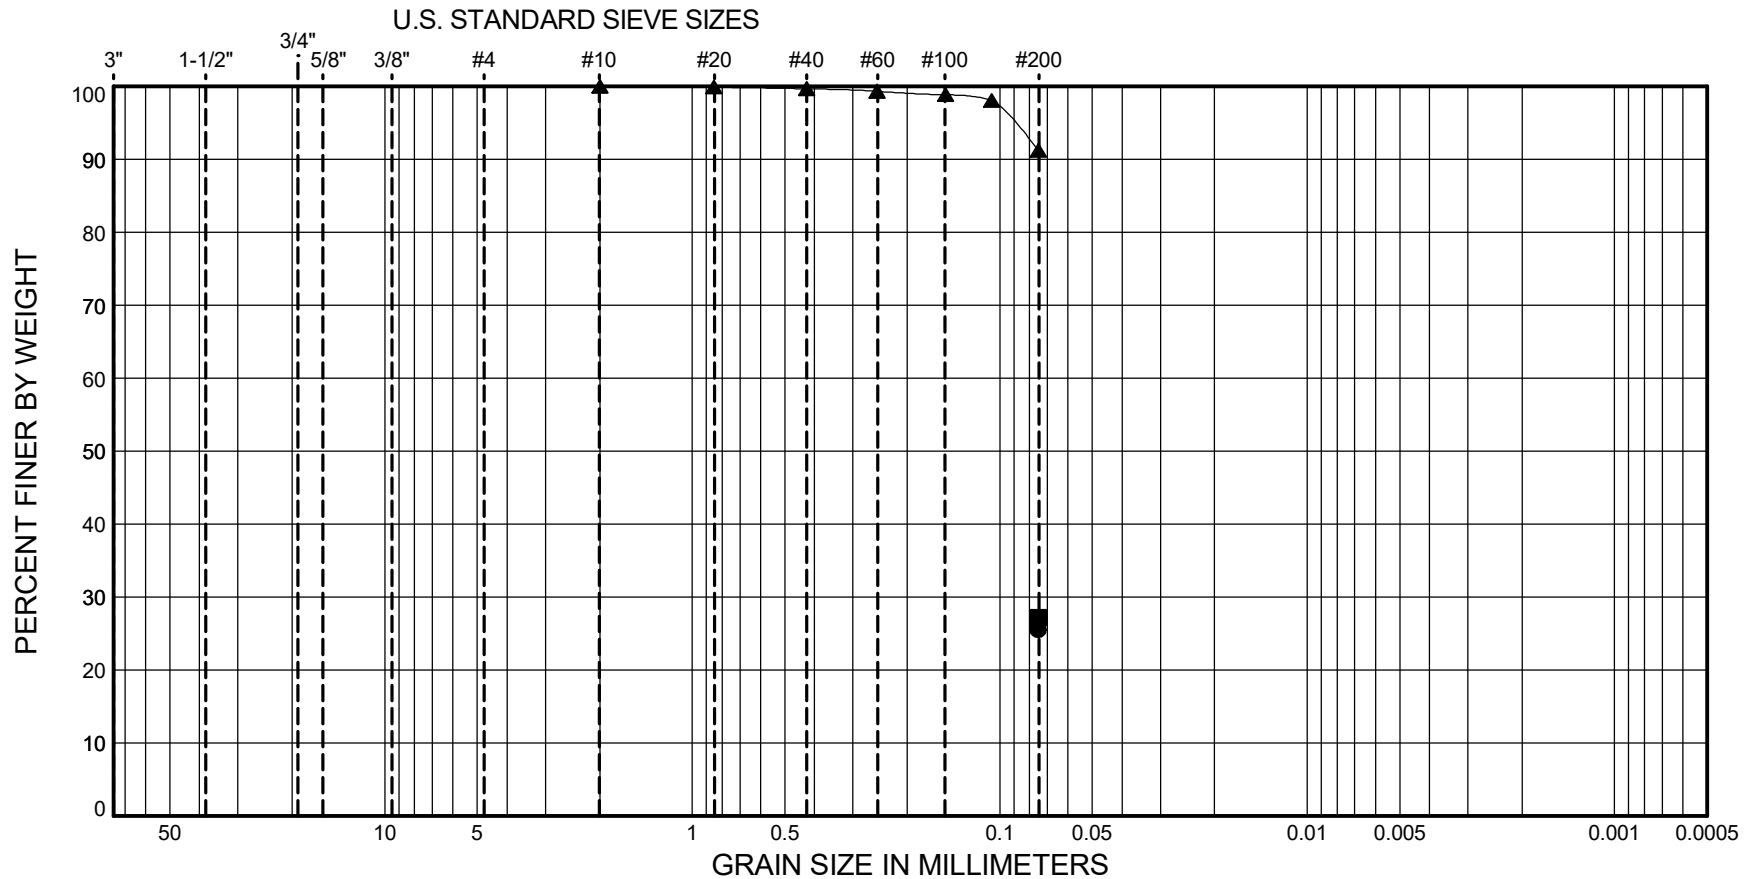 U.S. STANDARD SIEVE SIZES
3" 1-1/2" 3/4" 5/8" 3/8" #4 #10 #20 #40 #60 #100 #200
100
90
80
70
60
50
40
30
20
10
0
PERCENT FINER BY WEIGHT
50 10 5 1 0.5 0.1 0.05 0.01 0.005 0.001 0.0005
GRAIN SIZE IN MILLIMETERS